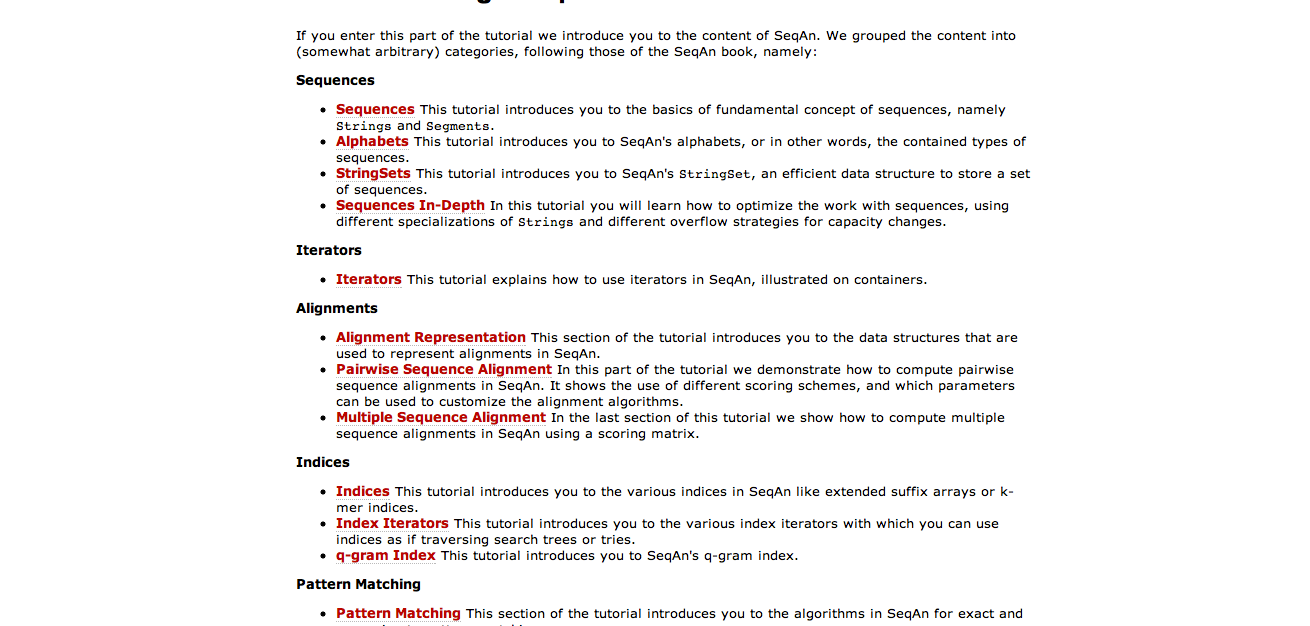 If you enter this part of the tutorial we introduce you to the content of SeqAn. We grouped the content into
(somewhat arbitrary) categories, following those of the SeqAn book, namely:
Sequences
• Sequences This tutorial introduces you to the basics of fundamental concept of sequences, namely
Strings and Segments.
• Alphabets This tutorial introduces you to SeqAn's alphabets, or in other words, the contained types of
sequences.
• StringSets This tutorial introduces you to SeqAn's StringSet, an efficient data structure to store a set
of sequences.
• Sequences In-Depth In this tutorial you will learn how to optimize the work with sequences, using
different specializations of Strings and different overflow strategies for capacity changes.
Iterators
• Iterators This tutorial explains how to use iterators in SeqAn, illustrated on containers.
Alignments
• Alignment Representation This section of the tutorial introduces you to the data structures that are
used to represent alignments in SeqAn.
• Pairwise Sequence Alignment In this part of the tutorial we demonstrate how to compute pairwise
sequence alignments in SeqAn. It shows the use of different scoring schemes, and which parameters
can be used to customize the alignment algorithms.
• Multiple Sequence Alignment In the last section of this tutorial we show how to compute multiple
sequence alignments in SeqAn using a scoring matrix.
Indices
• Indices This tutorial introduces you to the various indices in SeqAn like extended suffix arrays or k-
mer indices.
• Index Iterators This tutorial introduces you to the various index iterators with which you can use
indices as if traversing search trees or tries.
• q-gram Index This tutorial introduces you to SeqAn's q-gram index.
Pattern Matching
• Pattern Matching This section of the tutorial introduces you to the algorithms in SeqAn for exact and